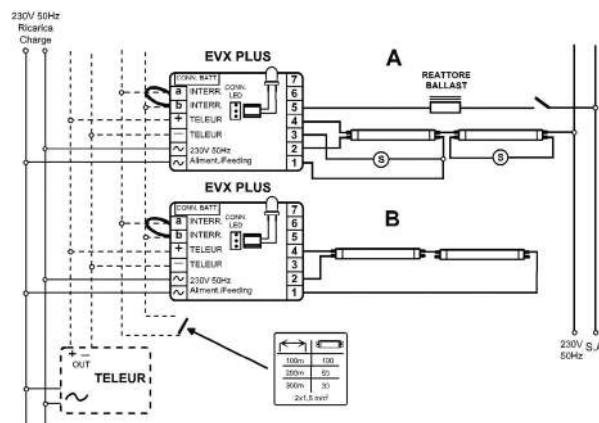 230V 50Hz
Ricarica
Charge
EVX PLUS
A
CONN. BATT.
a INTERR.
b INTERR.
+ TELEUR
— TELEUR
~ 230V 50Hz
~ Aliment./Feeding
CONN.
LED
7
6
5
4
3
2
1
REATTORE
BALLAST
S
S
EVX PLUS
B
CONN. BATT.
a INTERR.
b INTERR.
+ TELEUR
— TELEUR
~ 230V 50Hz
~ Aliment./Feeding
CONN.
LED
7
6
5
4
3
2
1
+ —
OUT
TELEUR
~
100m 100
200m 50
300m 30
2x1,5 mm²
230V
50Hz
S.A.